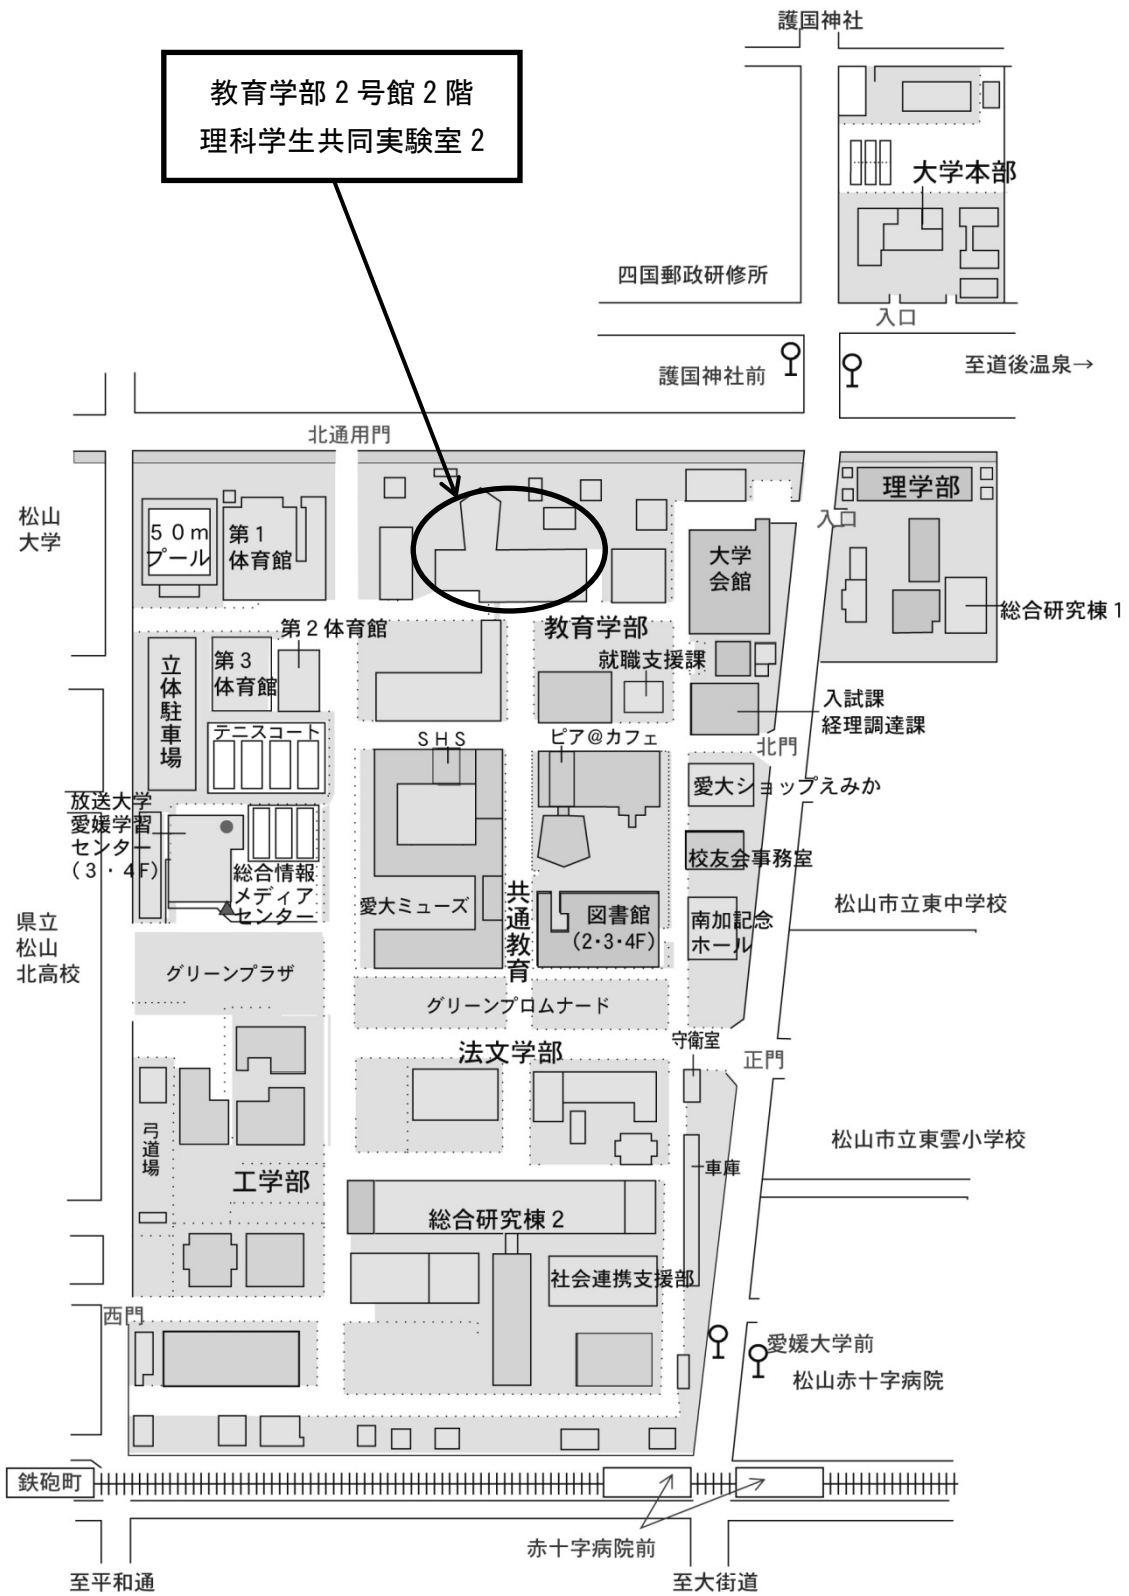 護国神社
教育学部2号館2階
理科学生共同実験室2
大学本部
四国郵政研修所
入口
護国神社前
至道後温泉→
北通用門
松山
大学
50m
プール
第1
体育館
理学部
入口
大学
会館
総合研究棟1
第2体育館
教育学部
第3
体育館
就職支援課
立体駐車場
入試課
経理調達課
テニスコート
SHS
ピア@カフェ
北門
愛大ショップえみか
放送大学
愛媛学習
センター
(3・4F)
校友会事務室
総合情報
メディア
センター
愛大ミューズ
共通教育
図書館
(2・3・4F)
南加記念
ホール
松山市立東中学校
県立
松山
北高校
グリーンプラザ
グリーンプロムナード
法文学部
守衛室
正門
弓道場
松山市立東雲小学校
車庫
工学部
総合研究棟2
社会連携支援部
西門
愛媛大学前
松山赤十字病院
鉄砲町
赤十字病院前
至平和通
至大街道